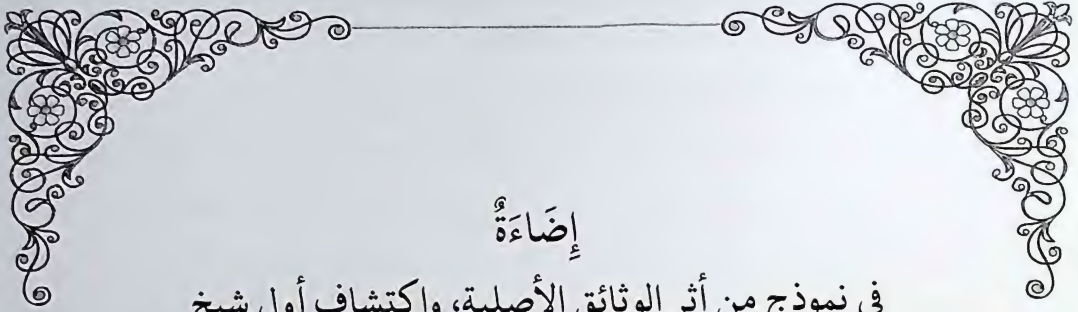 إِضَاءَةٌ
في نموذج من أثر الوثائق الأصلية، واكتشاف أول شيخ